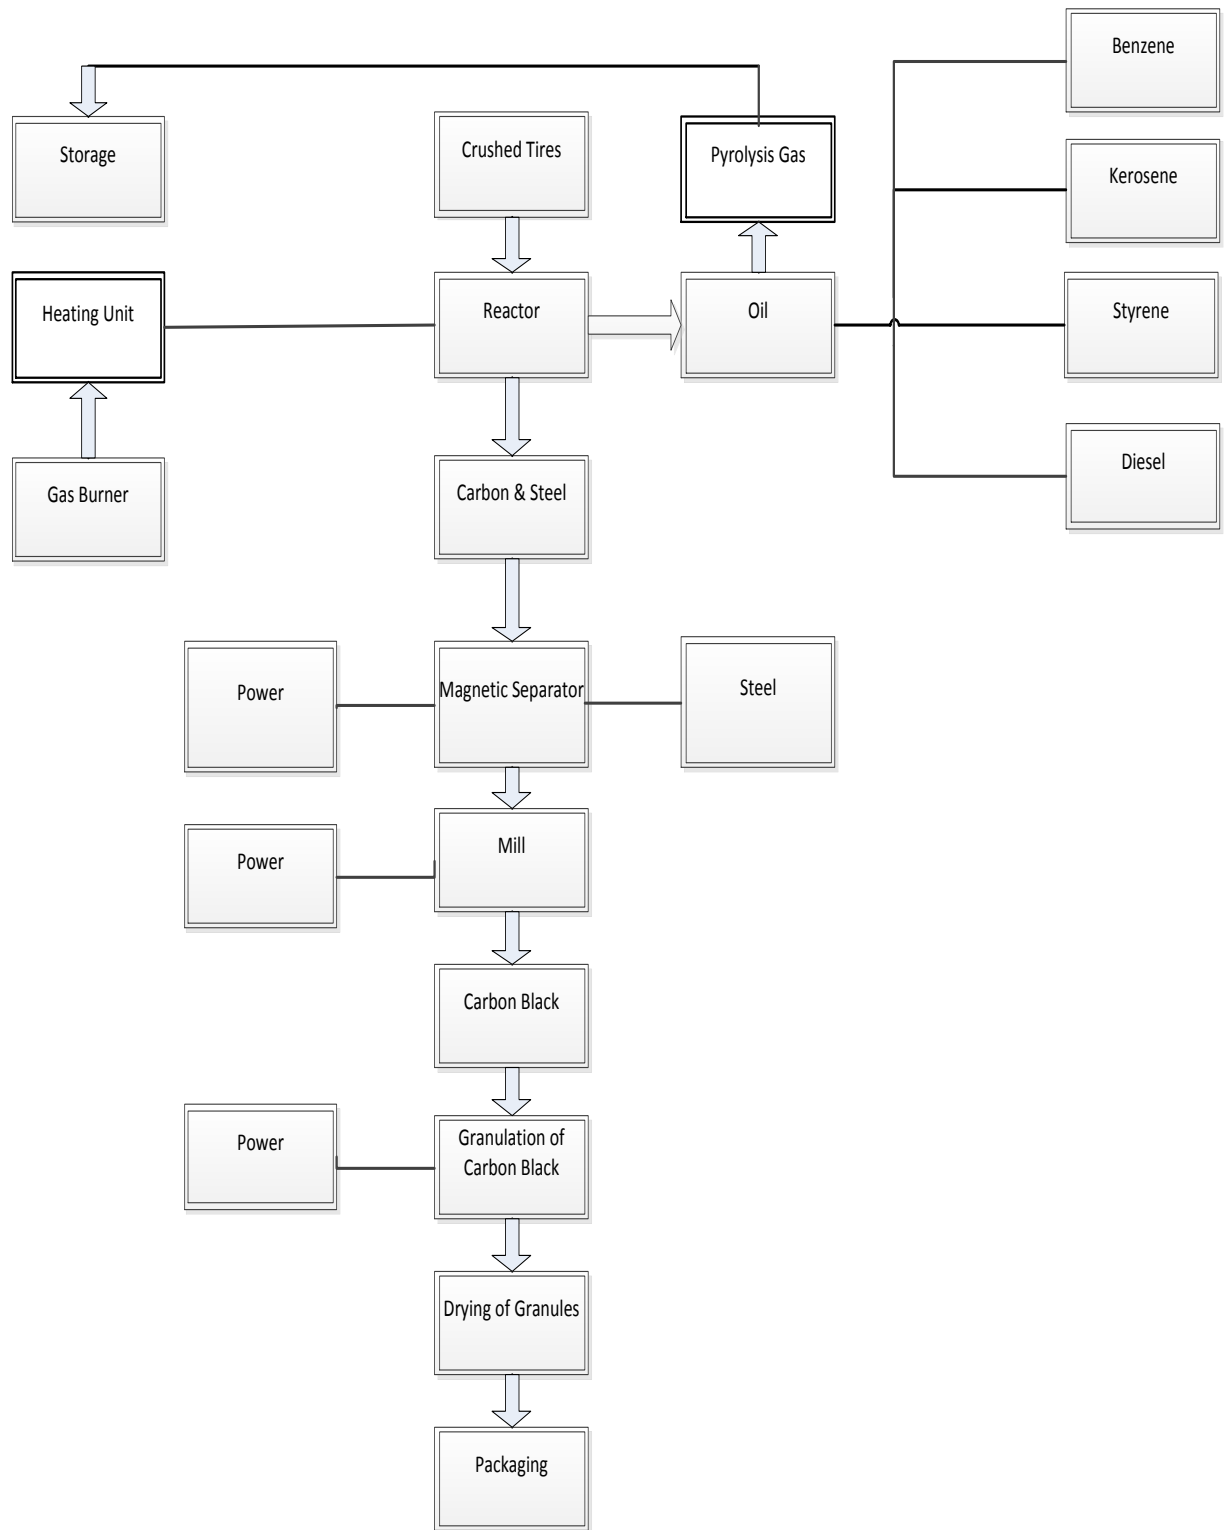 Benzene
Storage
Crushed Tires
Pyrolysis Gas
Kerosene
Heating Unit
Reactor
Oil
Styrene
Gas Burner
Carbon & Steel
Diesel
Power
Magnetic Separator
Steel
Power
Mill
Carbon Black
Power
Granulation of
Carbon Black
Drying of Granules
Packaging